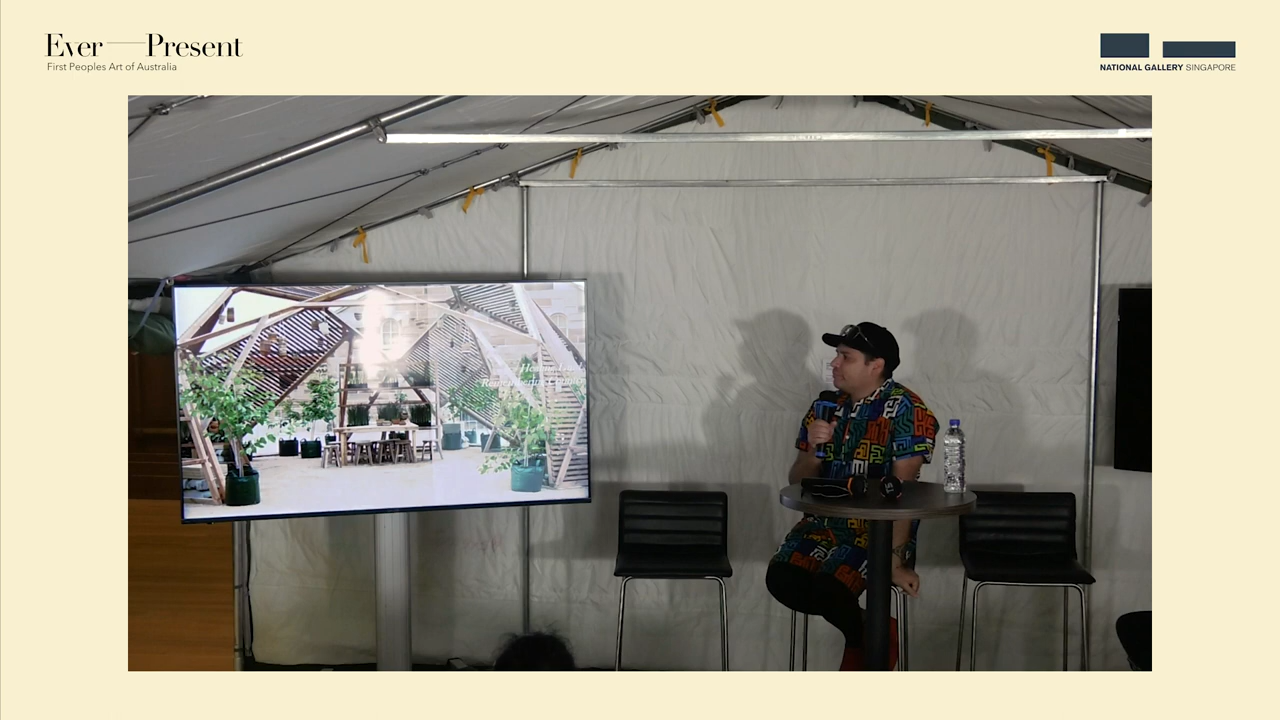 Ever — Present
First Peoples Art of Australia
NATIONAL GALLERY SINGAPORE